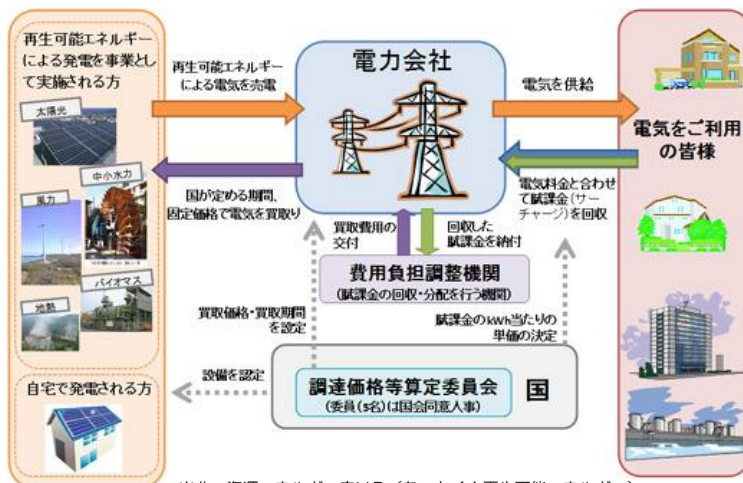 再生可能エネルギー
による発電を事業とし
て実施される方
太陽光
中小水力
風力
バイオマス
地熱
自宅で発電される方
再生可能エネルギー
による電気を売電
国が定める期間、
固定価格で電気を買取り
電力会社
電気を供給
電気料金と合わせ
て賦課金(サー
チャージ)を回収
電気をご利用
の皆様
買取費用の
交付
回収した
賦課金を納付
費用負担調整機関
(賦課金の回収・分配を行う機関)
買取価格・買取期間
を設定
賦課金のkWh当たりの
単価の決定
設備を認定
調達価格等算定委員会
(委員(5名)は国会同意人事)
国